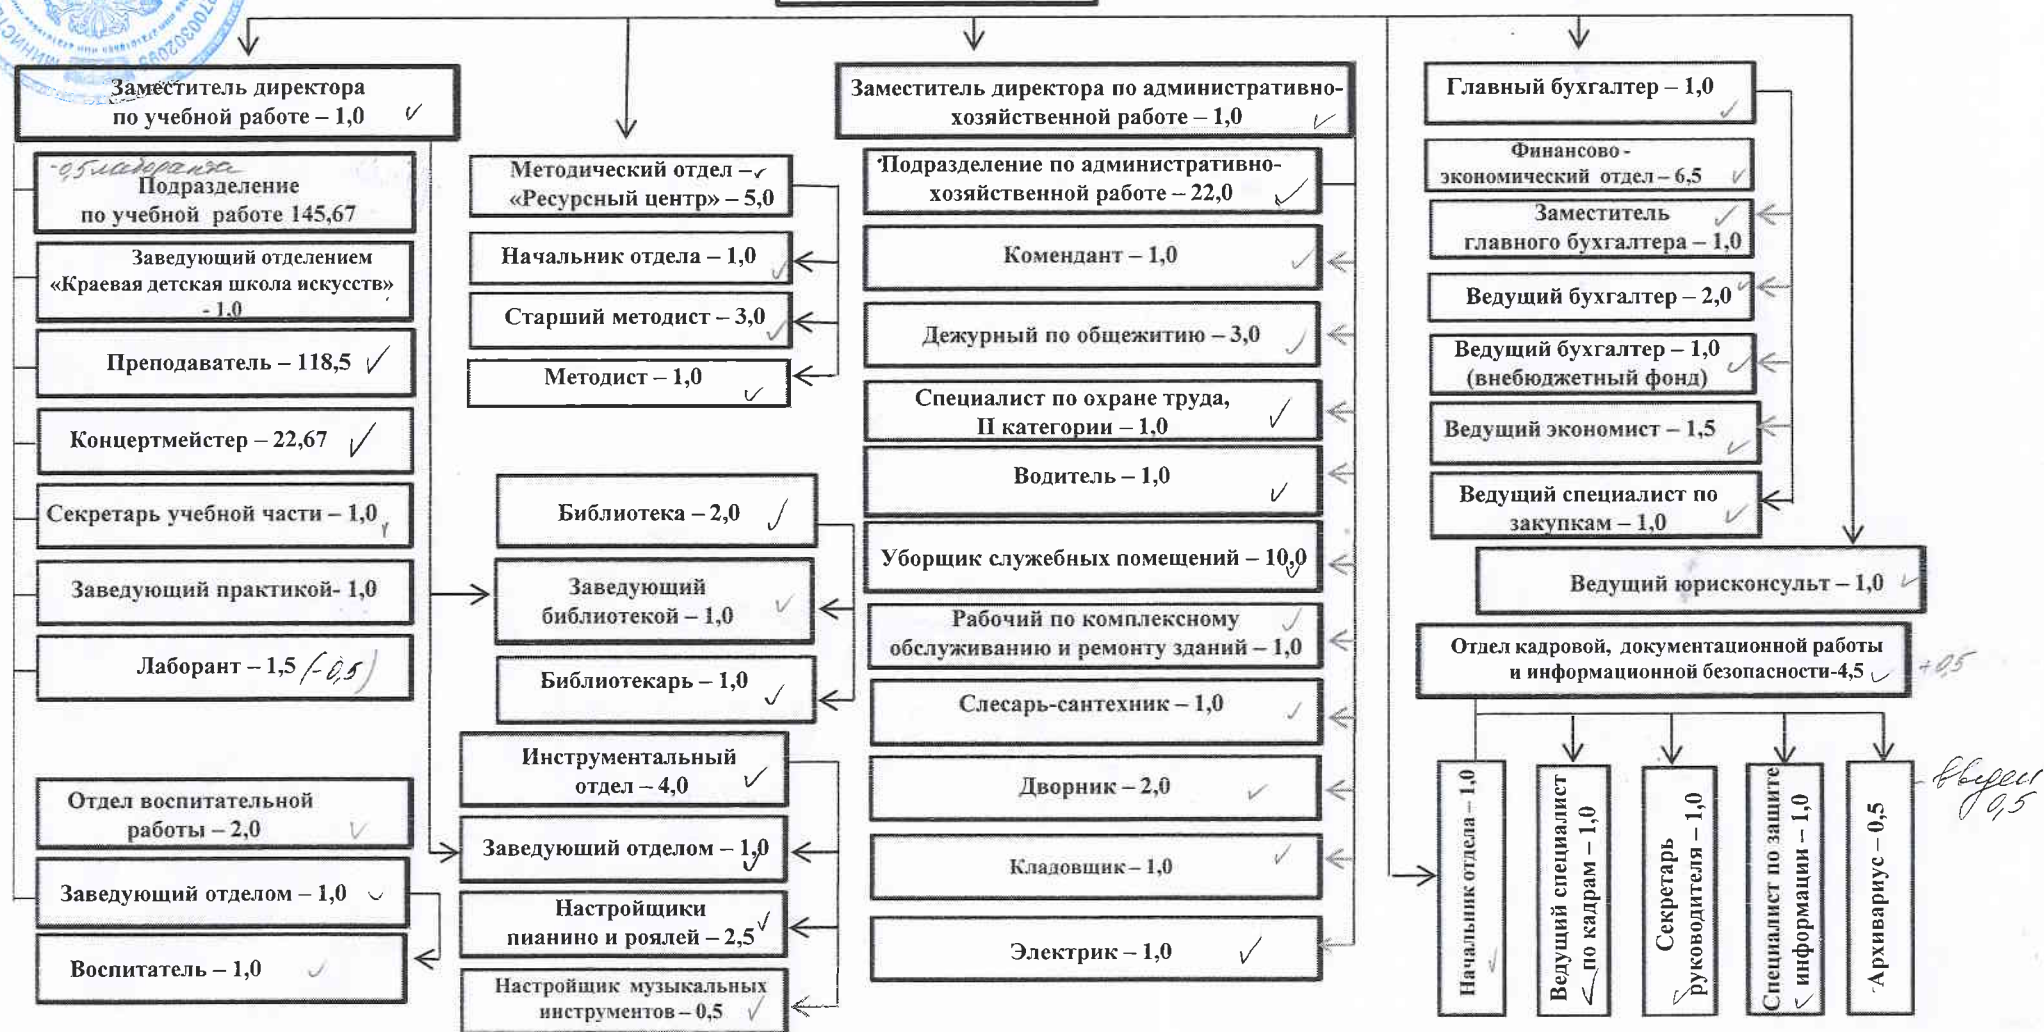 Заместитель директора
по учебной работе – 1,0
-0,5 лаборанта
Подразделение
по учебной работе 145,67
Заведующий отделением
«Краевая детская школа искусств»
- 1.0
Преподаватель – 118,5
Концертмейстер – 22,67
Секретарь учебной части – 1,0
Заведующий практикой- 1,0
Лаборант – 1,5 (-0,5)
Отдел воспитательной
работы – 2,0
Заведующий отделом – 1,0
Воспитатель – 1,0
Методический отдел –
«Ресурсный центр» – 5,0
Начальник отдела – 1,0
Старший методист – 3,0
Методист – 1,0
Библиотека – 2,0
Заведующий
библиотекой – 1,0
Библиотекарь – 1,0
Инструментальный
отдел – 4,0
Заведующий отделом – 1,0
Настройщики
пианино и роялей – 2,5
Настройщик музыкальных
инструментов – 0,5
Заместитель директора по административно-
хозяйственной работе – 1,0
Подразделение по административно-
хозяйственной работе – 22,0
Комендант – 1,0
Дежурный по общежитию – 3,0
Специалист по охране труда,
II категории – 1,0
Водитель – 1,0
Уборщик служебных помещений – 10,0
Рабочий по комплексному
обслуживанию и ремонту зданий – 1,0
Слесарь-сантехник – 1,0
Дворник – 2,0
Кладовщик – 1,0
Электрик – 1,0
Главный бухгалтер – 1,0
Финансово -
экономический отдел – 6,5
Заместитель
главного бухгалтера – 1,0
Ведущий бухгалтер – 2,0
Ведущий бухгалтер – 1,0
(внебюджетный фонд)
Ведущий экономист – 1,5
Ведущий специалист по
закупкам – 1,0
Ведущий юрисконсульт – 1,0
Отдел кадровой, документационной работы
и информационной безопасности-4,5
+0,5
Начальник отдела – 1,0
Ведущий специалист
по кадрам – 1,0
Секретарь
руководителя – 1,0
Специалист по защите
информации – 1,0
Архивариус – 0,5
- введен
0,5